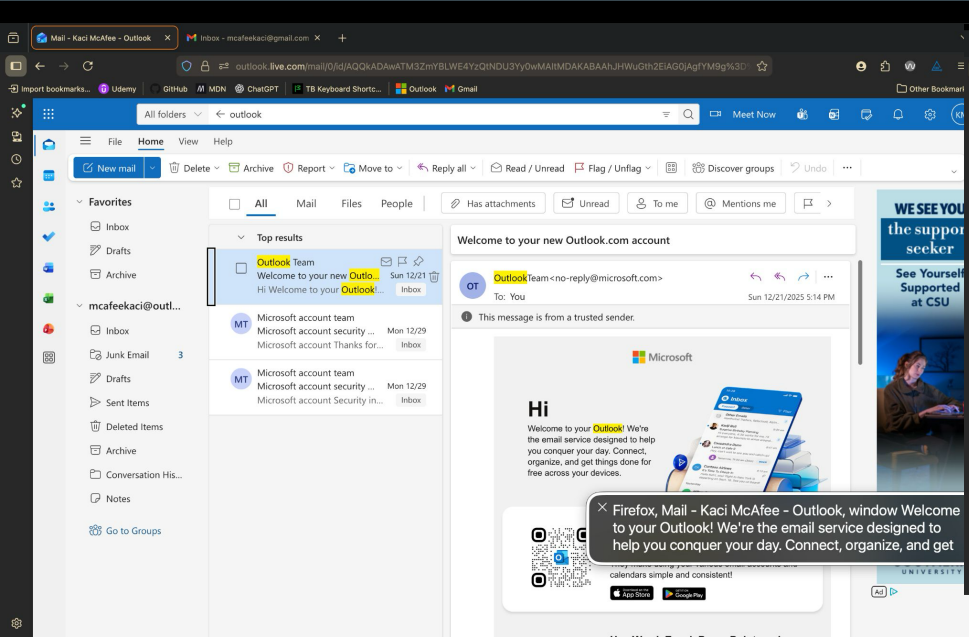 Mail - Kaci McAfee - Outlook
Inbox - mcafeekaci@gmail.com
outlook.live.com/mail/0/id/AQQkADAwATM3ZmYBLWE4YzQtNDU3Yy0wMAItMDAKABAAhJHWuGth2EiAG0jAgfYM9g%3D
Import bookmarks...
Udemy
GitHub
MDN
ChatGPT
TB Keyboard Shortc...
Outlook
Gmail
Other Bookmar
All folders
outlook
Meet Now
File
Home
View
Help
New mail
Delete
Archive
Report
Move to
Reply all
Read / Unread
Flag / Unflag
Discover groups
Undo
Favorites
Inbox
Drafts
Archive
mcafeekaci@outl...
Inbox
Junk Email 3
Drafts
Sent Items
Deleted Items
Archive
Conversation His...
Notes
Go to Groups
All
Mail
Files
People
Has attachments
Unread
To me
Mentions me
Top results
Outlook Team
Welcome to your new Outlo... Sun 12/21
Hi Welcome to your Outlook!... Inbox
MT
Microsoft account team
Microsoft account security ... Mon 12/29
Microsoft account Thanks for... Inbox
MT
Microsoft account team
Microsoft account security ... Mon 12/29
Microsoft account Security in... Inbox
Welcome to your new Outlook.com account
OT
OutlookTeam<no-reply@microsoft.com>
To: You
Sun 12/21/2025 5:14 PM
This message is from a trusted sender.
Microsoft
Hi
Welcome to your Outlook! We're
the email service designed to help
you conquer your day. Connect,
organize, and get things done for
free across your devices.
Inbox
calendars simple and consistent!
App Store
Google Play
Firefox, Mail - Kaci McAfee - Outlook, window Welcome
to your Outlook! We're the email service designed to
help you conquer your day. Connect, organize, and get
WE SEE YOU
the suppor
seeker
See Yourself
Supported
at CSU
UNIVERSITY
Ad